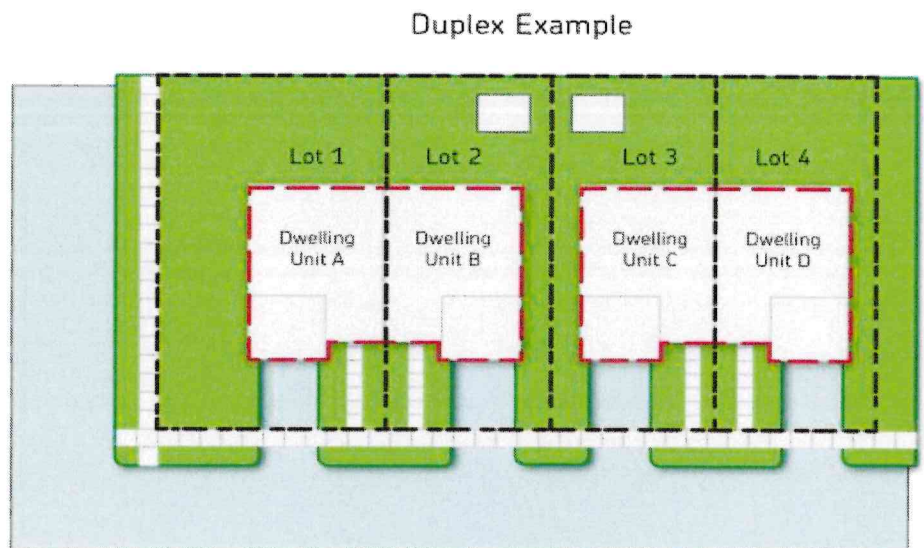 Duplex Example
Lot 1
Lot 2
Lot 3
Lot 4
Dwelling
Unit A
Dwelling
Unit B
Dwelling
Unit C
Dwelling
Unit D